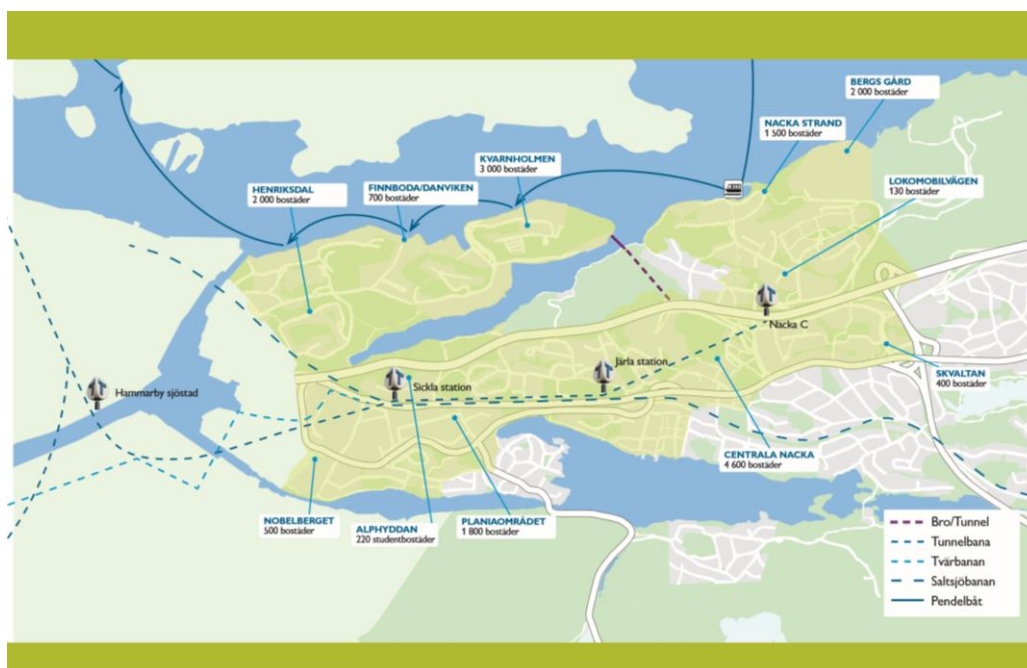 BERGS GÅRD
2 000 bostäder
NACKA STRAND
1 500 bostäder
KVARNHOLMEN
3 000 bostäder
HENRIKSDAL
2 000 bostäder
FINNBODA/DANVIKEN
700 bostäder
LOKOMOBILVÄGEN
130 bostäder
Nacka C
Järla station
Sickla station
Hammarby sjöstad
SKVALTAN
400 bostäder
CENTRALA NACKA
4 600 bostäder
NOBELBERGET
500 bostäder
ALPHYDDAN
220 studentbostäder
PLANIAOMRÅDET
1 800 bostäder
Bro/Tunnel
Tunnelbana
Tvärbanan
Saltsjöbanan
Pendelbåt